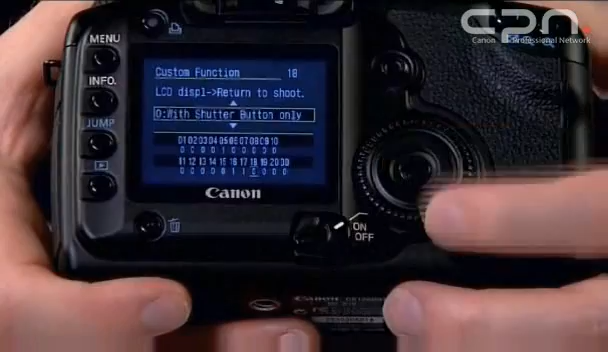 cpn
Canon Professional Network
MENU
INFO.
JUMP
Custom Function 18
LCD displ->Return to shoot.
0:With Shutter Button only
01 02 03 04 05 06 07 08 09 10
11 12 13 14 15 16 17 18 19 20
Canon
ON
OFF
Canon